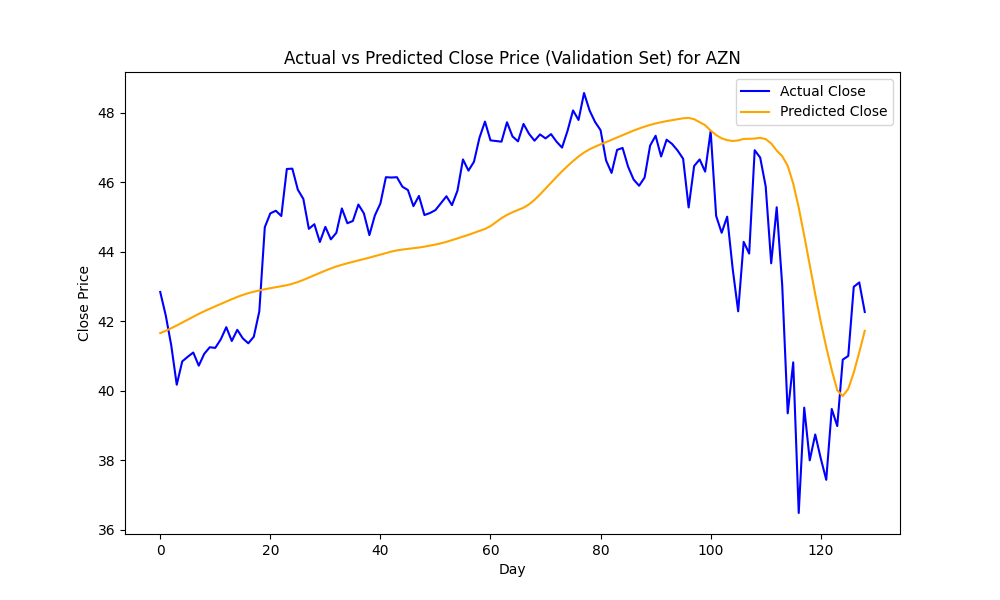 Actual vs Predicted Close Price (Validation Set) for AZN
Actual Close
Predicted Close
Close Price
48
46
44
42
40
38
36
0 20 40 60 80 100 120
Day